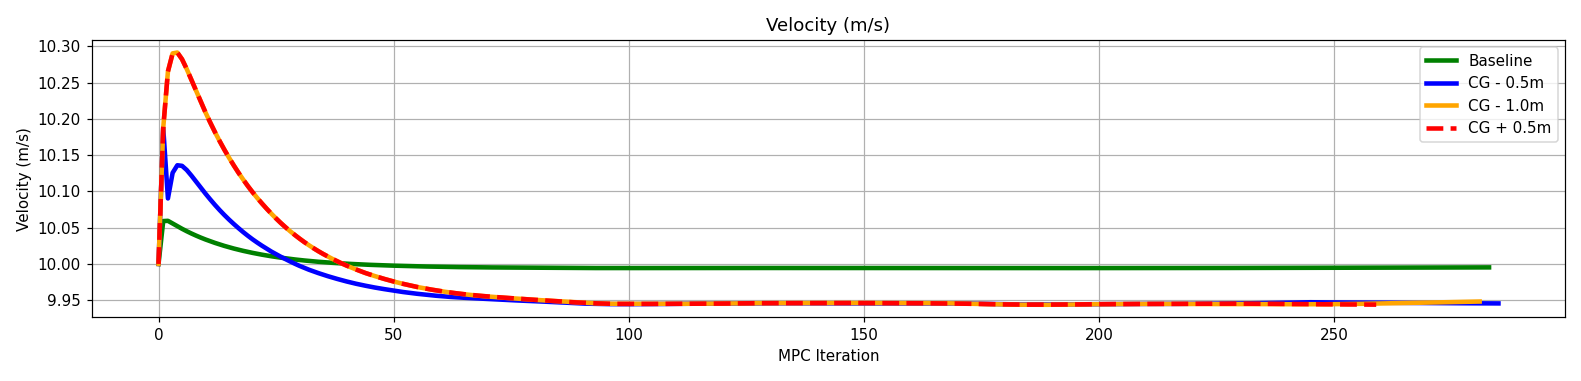 Velocity (m/s)
10.30
10.25
10.20
10.15
10.10
10.05
10.00
9.95
Velocity (m/s)
Baseline
CG - 0.5m
CG - 1.0m
CG + 0.5m
0 50 100 150 200 250
MPC Iteration